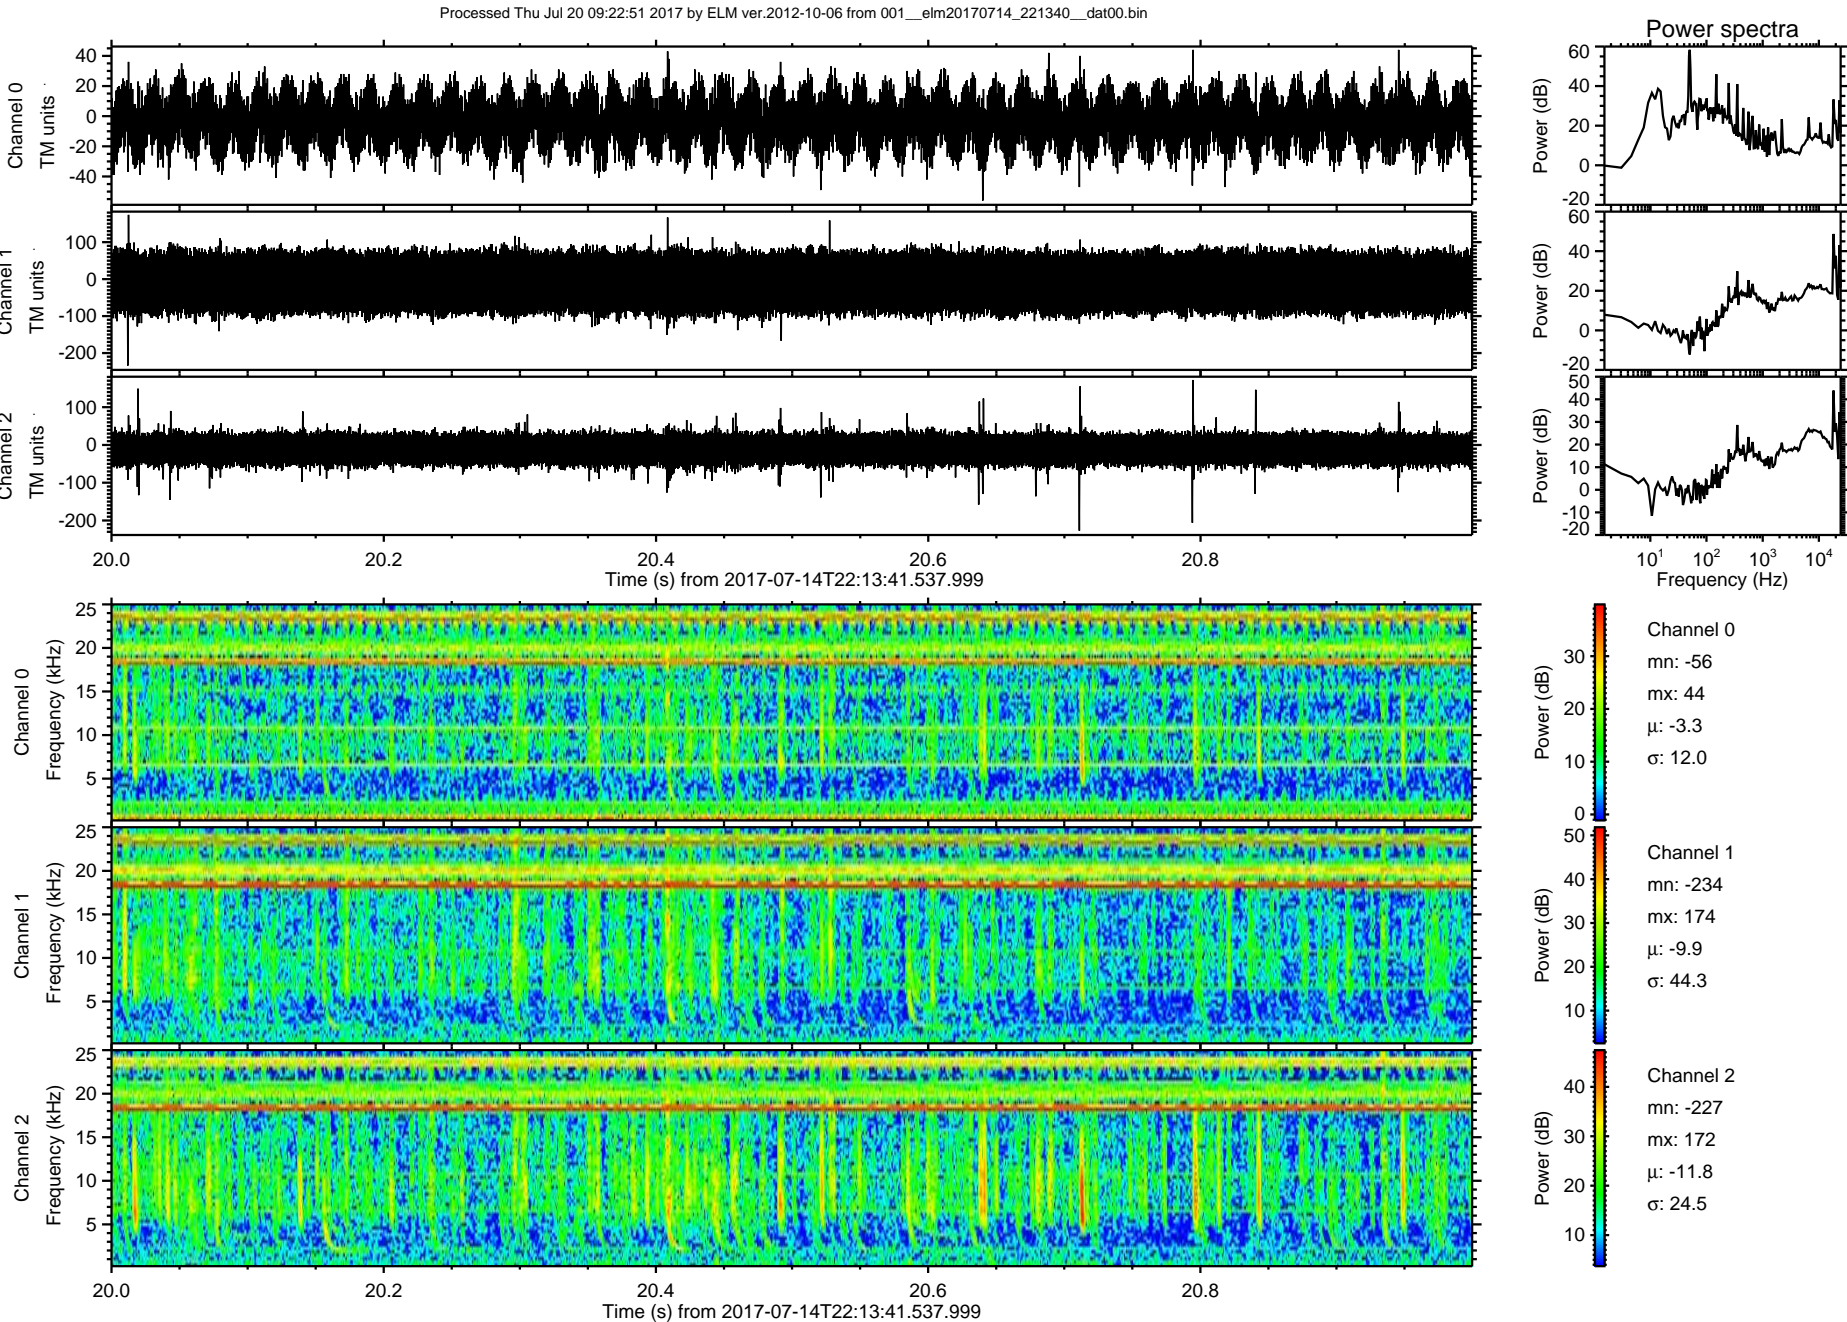 Processed Thu Jul 20 09:22:51 2017 by ELM ver.2012-10-06 from 001__elm20170714_221340__dat00.bin
Power spectra
Channel 0
TM units
40
20
0
-20
-40
Power (dB)
60
40
20
0
-20
Channel 1
TM units
100
0
-100
-200
Power (dB)
60
40
20
0
-20
Channel 2
TM units
100
0
-100
-200
Power (dB)
50
40
30
20
10
0
-10
-20
20.0 20.2 20.4 20.6 20.8
Time (s) from 2017-07-14T22:13:41.537.999
10^1 10^2 10^3 10^4
Frequency (Hz)
Channel 0
Frequency (kHz)
25
20
15
10
5
Power (dB)
30
20
10
0
Channel 0
mn: -56
mx: 44
μ: -3.3
σ: 12.0
Channel 1
Frequency (kHz)
25
20
15
10
5
Power (dB)
50
40
30
20
10
Channel 1
mn: -234
mx: 174
μ: -9.9
σ: 44.3
Channel 2
Frequency (kHz)
25
20
15
10
5
Power (dB)
40
30
20
10
Channel 2
mn: -227
mx: 172
μ: -11.8
σ: 24.5
20.0 20.2 20.4 20.6 20.8
Time (s) from 2017-07-14T22:13:41.537.999